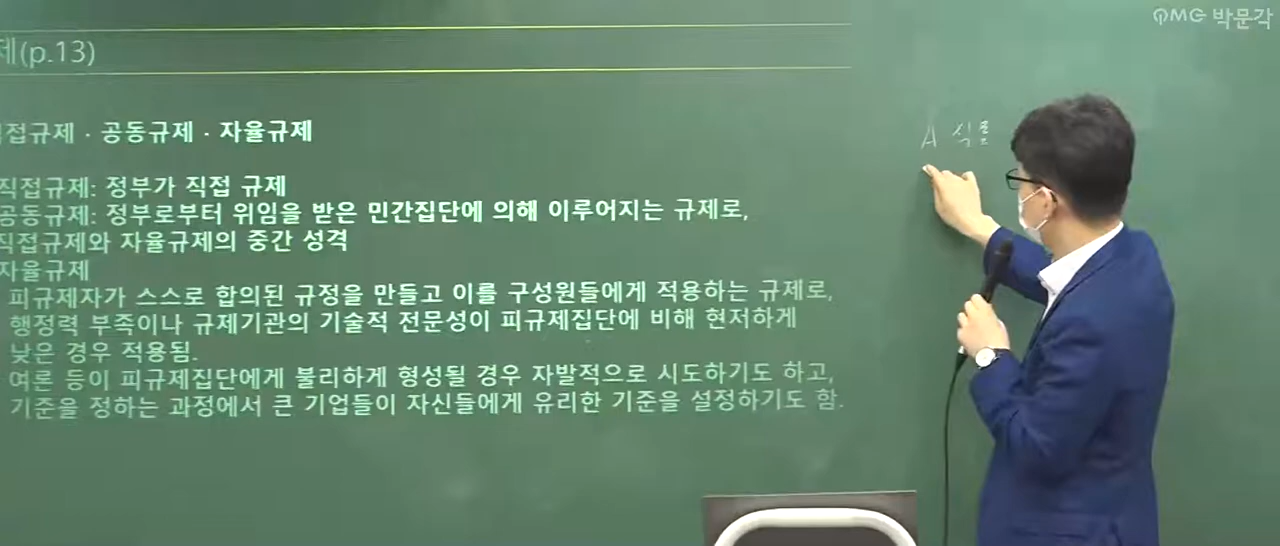 PMG 박문각
제(p.13)
직접규제 · 공동규제 · 자율규제
직접규제: 정부가 직접 규제
공동규제: 정부로부터 위임을 받은 민간집단에 의해 이루어지는 규제로,
직접규제와 자율규제의 중간 성격
자율규제
피규제자가 스스로 합의된 규정을 만들고 이를 구성원들에게 적용하는 규제로,
행정력 부족이나 규제기관의 기술적 전문성이 피규제집단에 비해 현저하게
낮은 경우 적용됨.
여론 등이 피규제집단에게 불리하게 형성될 경우 자발적으로 시도하기도 하고,
기준을 정하는 과정에서 큰 기업들이 자신들에게 유리한 기준을 설정하기도 함.
A 식품